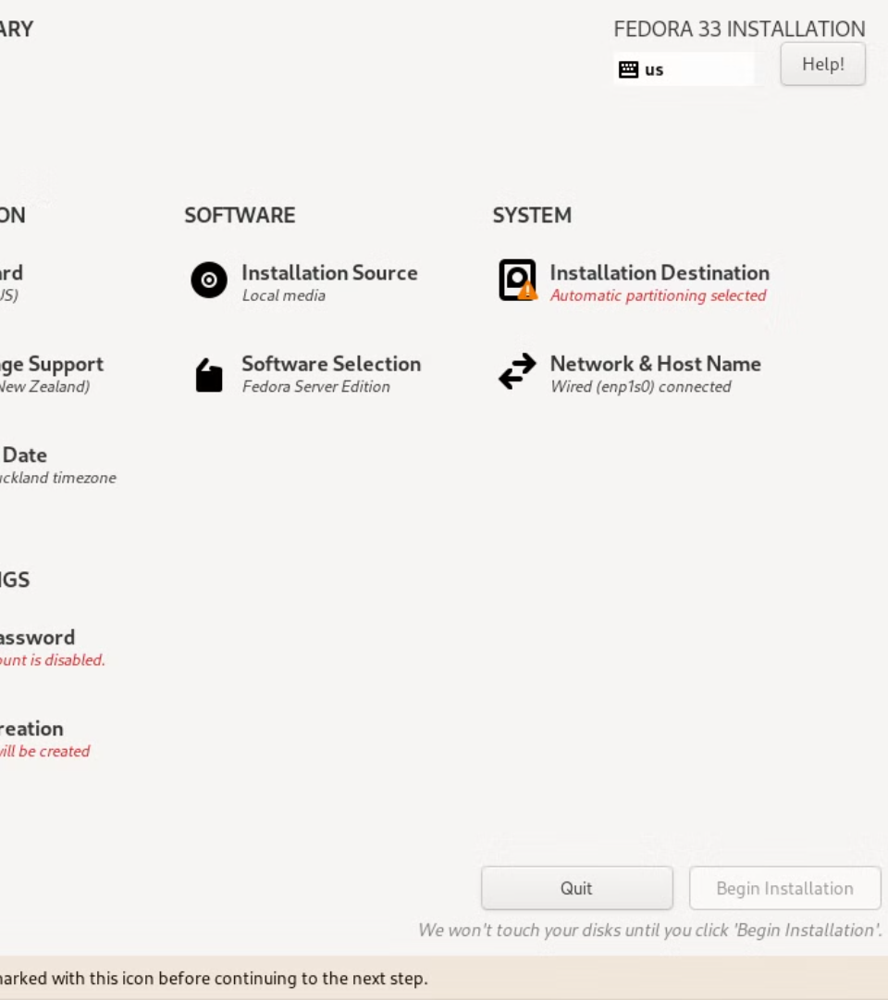 ARY
FEDORA 33 INSTALLATION
us
Help!
ON
SOFTWARE
SYSTEM
ard
Installation Source
Installation Destination
US)
Local media
Automatic partitioning selected
ge Support
Software Selection
Network & Host Name
New Zealand)
Fedora Server Edition
Wired (enp1s0) connected
Date
uckland timezone
NGS
assword
ount is disabled.
reation
will be created
Quit
Begin Installation
We won't touch your disks until you click 'Begin Installation'.
marked with this icon before continuing to the next step.